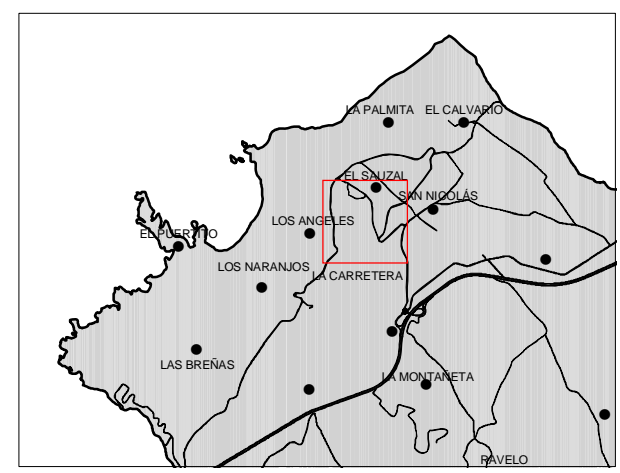 LA PALMITA
EL CALVARIO
EL SAUZAL
SAN NICOLÁS
LOS ANGELES
EL PUERTITO
LOS NARANJOS
LA CARRETERA
LAS BREÑAS
LA MONTAÑETA
RAVELO